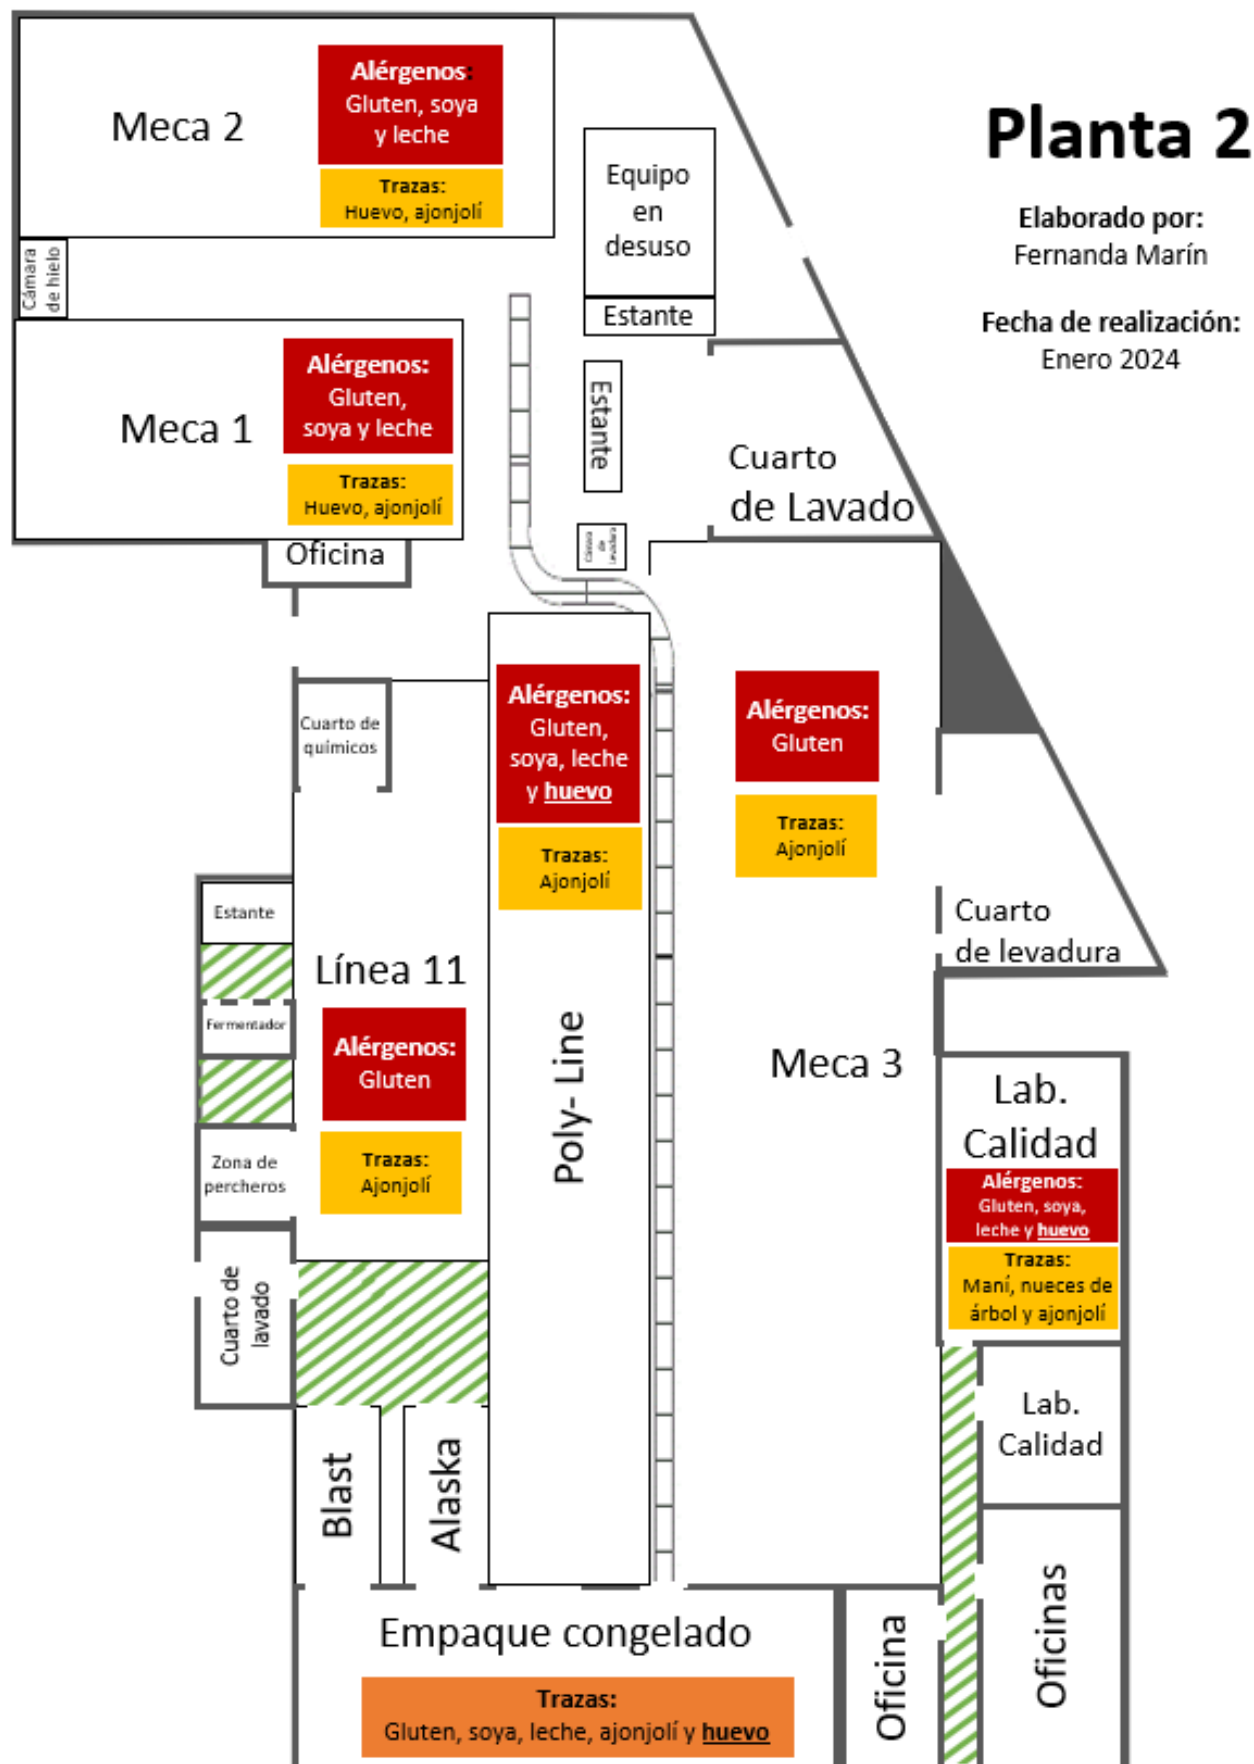 Planta 2
Elaborado por:
Fernanda Marín
Fecha de realización:
Enero 2024
Meca 2
Alérgenos:
Gluten, soya
y leche
Trazas:
Huevo, ajonjolí
Equipo
en
desuso
Estante
Cámara
de hielo
Meca 1
Alérgenos:
Gluten,
soya y leche
Trazas:
Huevo, ajonjolí
Oficina
Estante
Cuarto
de Lavado
Cámara
de
Levadura
Cuarto de
químicos
Alérgenos:
Gluten,
soya, leche
y huevo
Trazas:
Ajonjolí
Poly- Line
Alérgenos:
Gluten
Trazas:
Ajonjolí
Meca 3
Cuarto
de levadura
Estante
Fermentador
Zona de
percheros
Cuarto de
lavado
Línea 11
Alérgenos:
Gluten
Trazas:
Ajonjolí
Lab.
Calidad
Alérgenos:
Gluten, soya,
leche y huevo
Trazas:
Maní, nueces de
árbol y ajonjolí
Lab.
Calidad
Blast
Alaska
Oficinas
Oficina
Empaque congelado
Trazas:
Gluten, soya, leche, ajonjolí y huevo